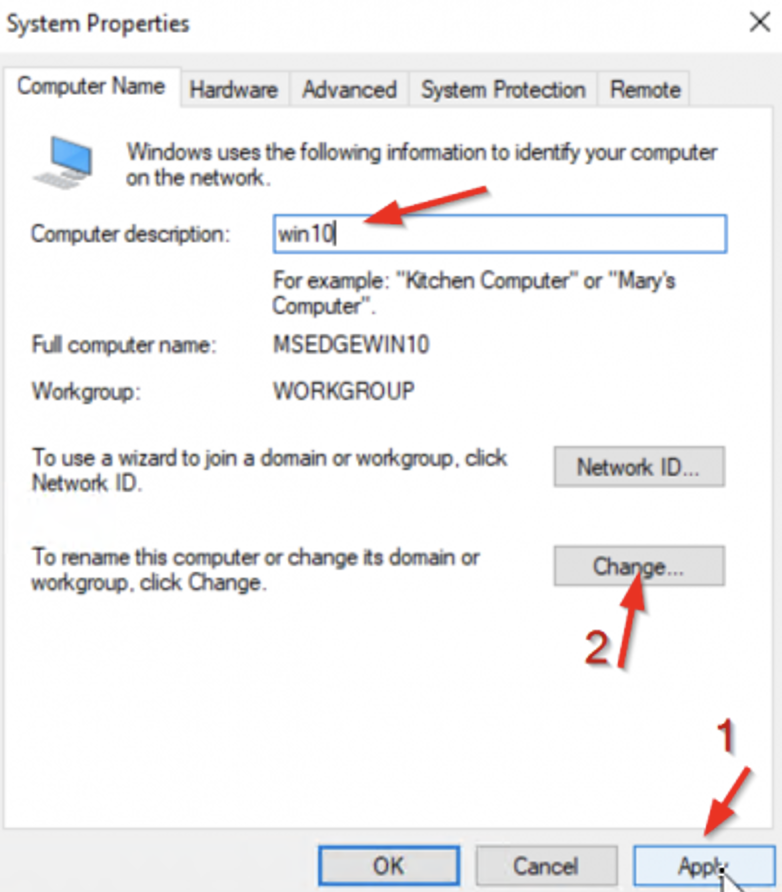 System Properties
Computer Name Hardware Advanced System Protection Remote
Windows uses the following information to identify your computer
on the network.
Computer description: win10
For example: "Kitchen Computer" or "Mary's
Computer".
Full computer name: MSEDGEWIN10
Workgroup: WORKGROUP
To use a wizard to join a domain or workgroup, click
Network ID.
Network ID...
To rename this computer or change its domain or
workgroup, click Change.
Change...
2
1
OK Cancel Apply